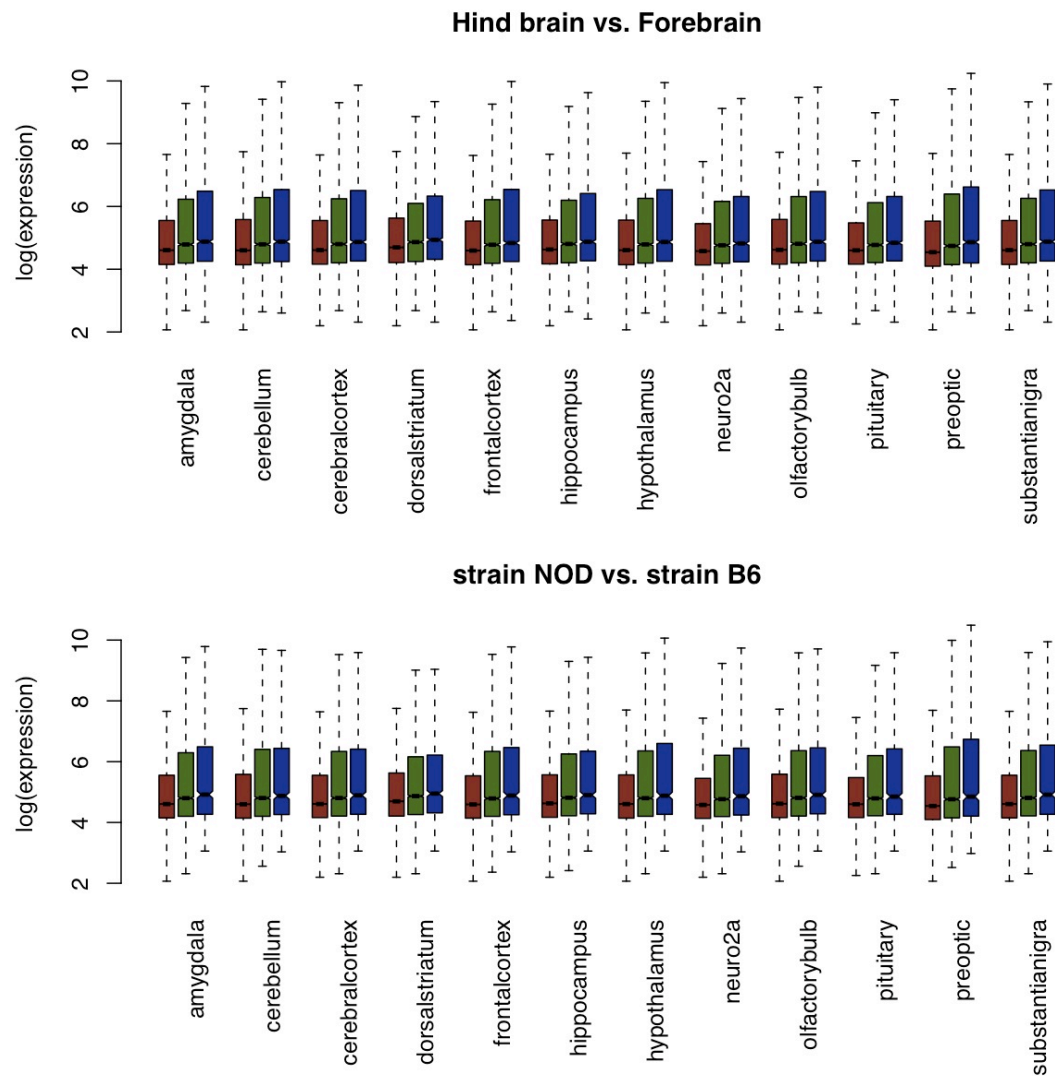 Hind brain vs. Forebrain
log(expression)
10
8
6
4
2
amygdala
cerebellum
cerebralcortex
dorsalstriatum
frontalcortex
hippocampus
hypothalamus
neuro2a
olfactorybulb
pituitary
preoptic
substantianigra
strain NOD vs. strain B6
log(expression)
10
8
6
4
2
amygdala
cerebellum
cerebralcortex
dorsalstriatum
frontalcortex
hippocampus
hypothalamus
neuro2a
olfactorybulb
pituitary
preoptic
substantianigra